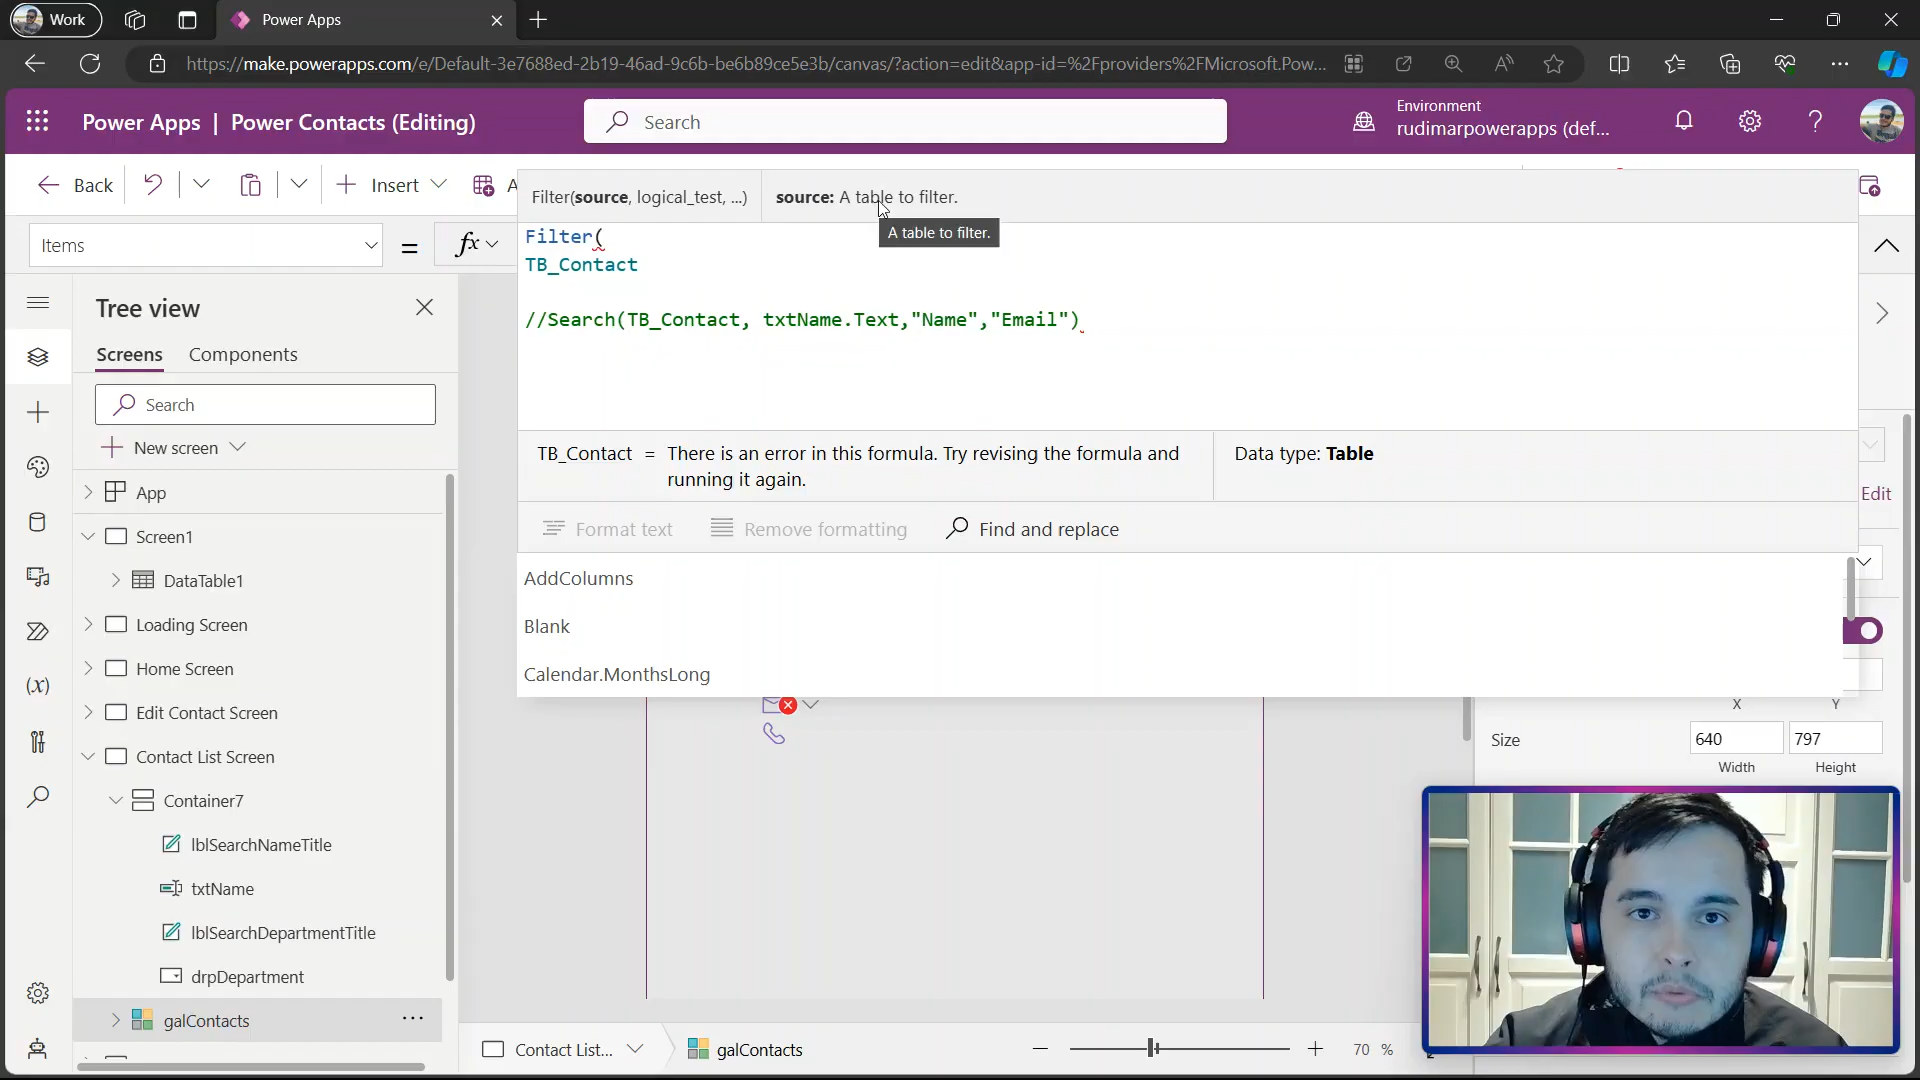 Work
Power Apps
https://make.powerapps.com/e/Default-3e7688ed-2b19-46ad-9c6b-be6b89ce5e3b/canvas/?action=edit&app-id=%2Fproviders%2FMicrosoft.Pow...
Power Apps | Power Contacts (Editing)
Search
Environment
rudimarpowerapps (def...
Back
Insert
Filter(source, logical_test, ...)
source: A table to filter.
A table to filter.
Items
=
fx
Filter(
TB_Contact
//Search(TB_Contact, txtName.Text,"Name","Email")
TB_Contact = There is an error in this formula. Try revising the formula and
running it again.
Data type: Table
Format text
Remove formatting
Find and replace
AddColumns
Blank
Calendar.MonthsLong
Tree view
Screens
Components
Search
New screen
App
Screen1
DataTable1
Loading Screen
Home Screen
Edit Contact Screen
Contact List Screen
Container7
lblSearchNameTitle
txtName
lblSearchDepartmentTitle
drpDepartment
galContacts
Edit
X
Y
Size
640
797
Width
Height
Contact List...
galContacts
70 %